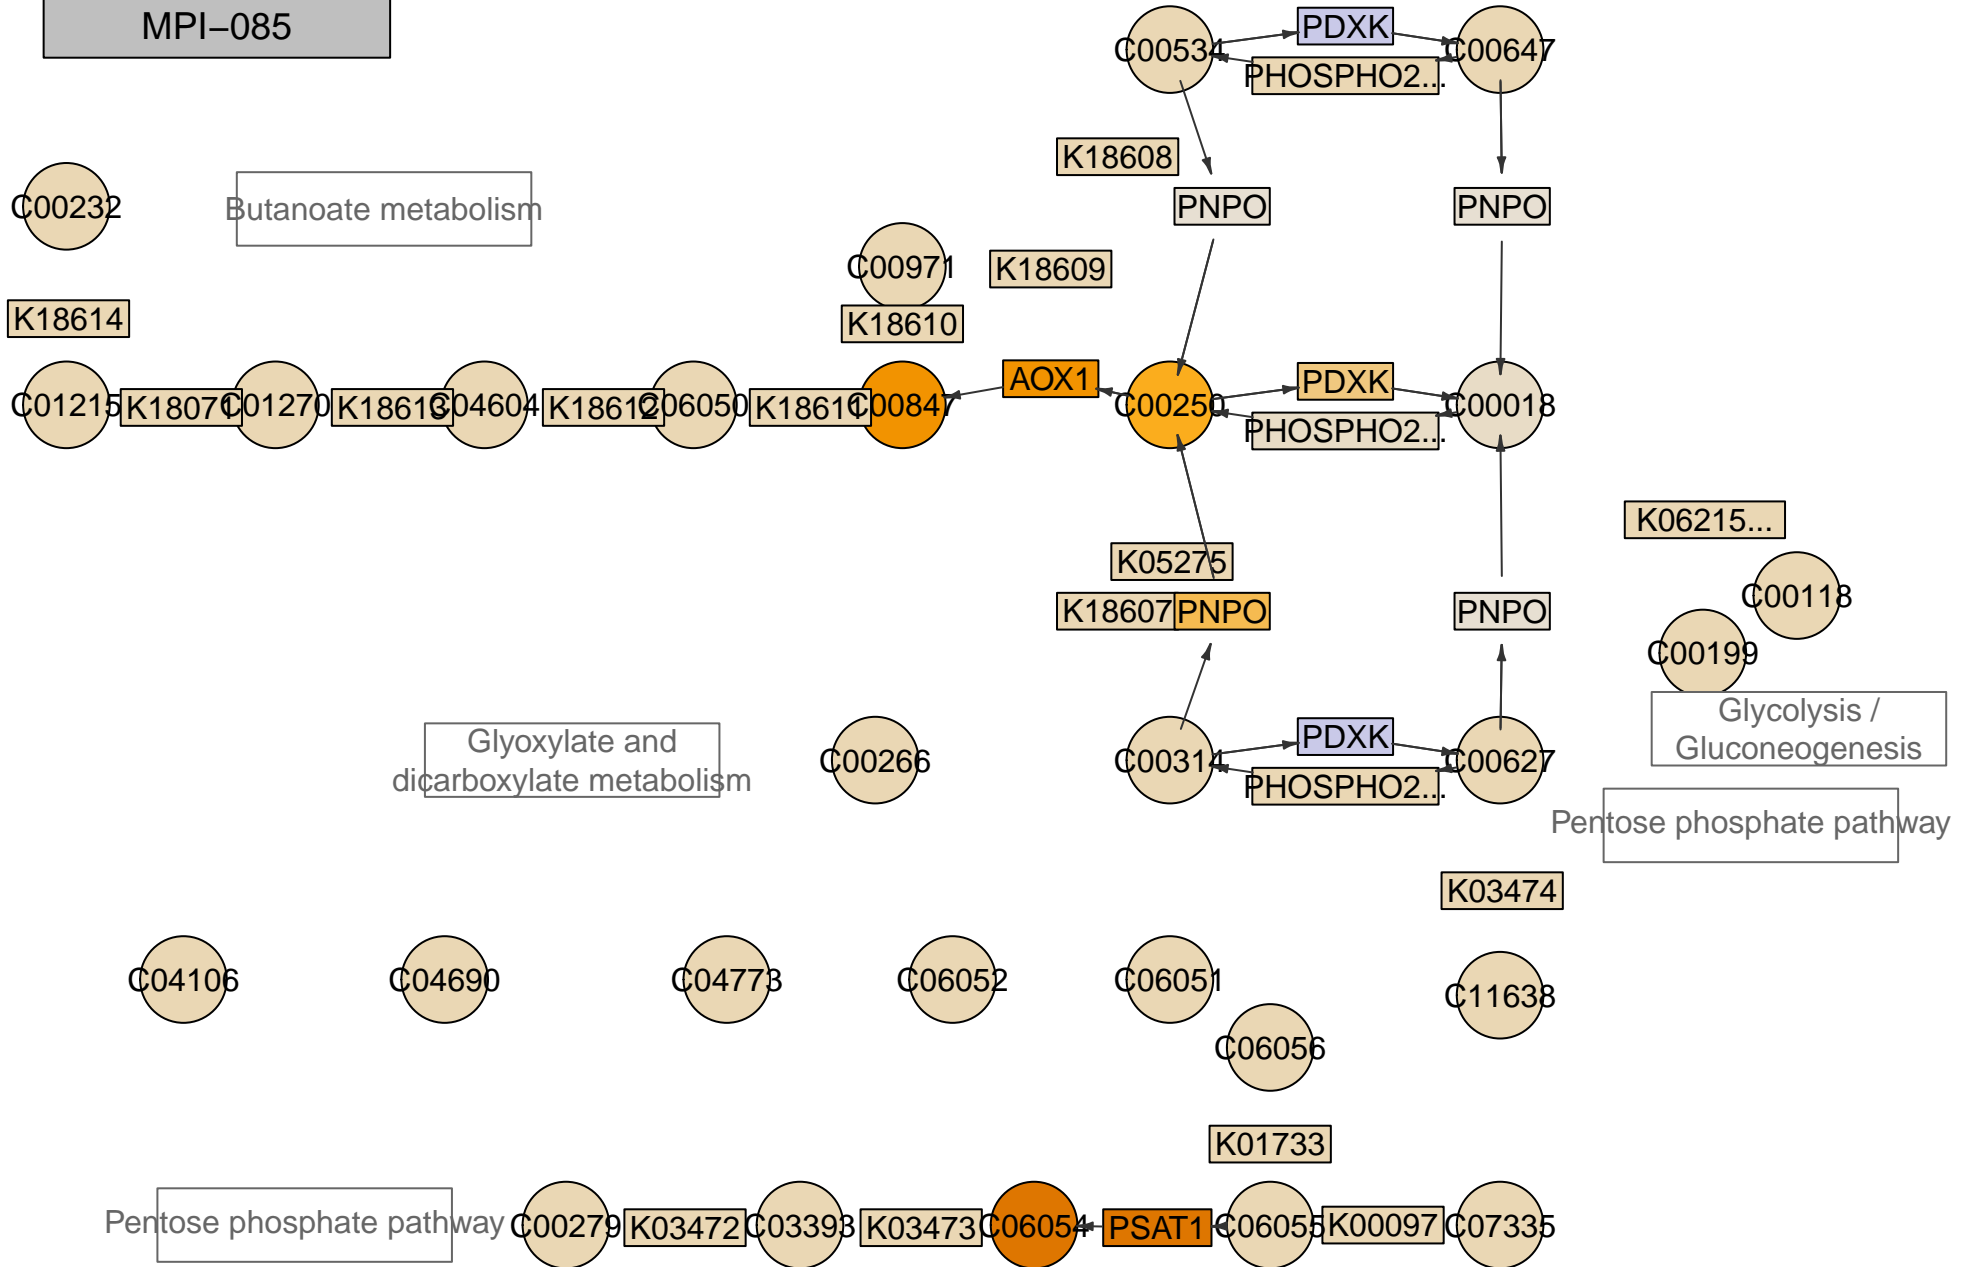 MPI–085
C00534
PDXK
C00647
PHOSPHO2...
K18608
C00232
Butanoate metabolism
PNPO
PNPO
C00971
K18609
K18614
K18610
C01215
K18071
C01270
K18613
C04604
K18612
C06050
K18611
C00847
AOX1
C00250
PDXK
C00018
PHOSPHO2...
K06215...
K05275
C00118
K18607
PNPO
PNPO
C00199
Glycolysis /
Gluconeogenesis
Glyoxylate and
dicarboxylate metabolism
C00266
C00314
PDXK
C00627
PHOSPHO2...
Pentose phosphate pathway
K03474
C04106
C04690
C04773
C06052
C06051
C11638
C06056
K01733
Pentose phosphate pathway
C00279
K03472
C03393
K03473
C06054
PSAT1
C06055
K00097
C07335